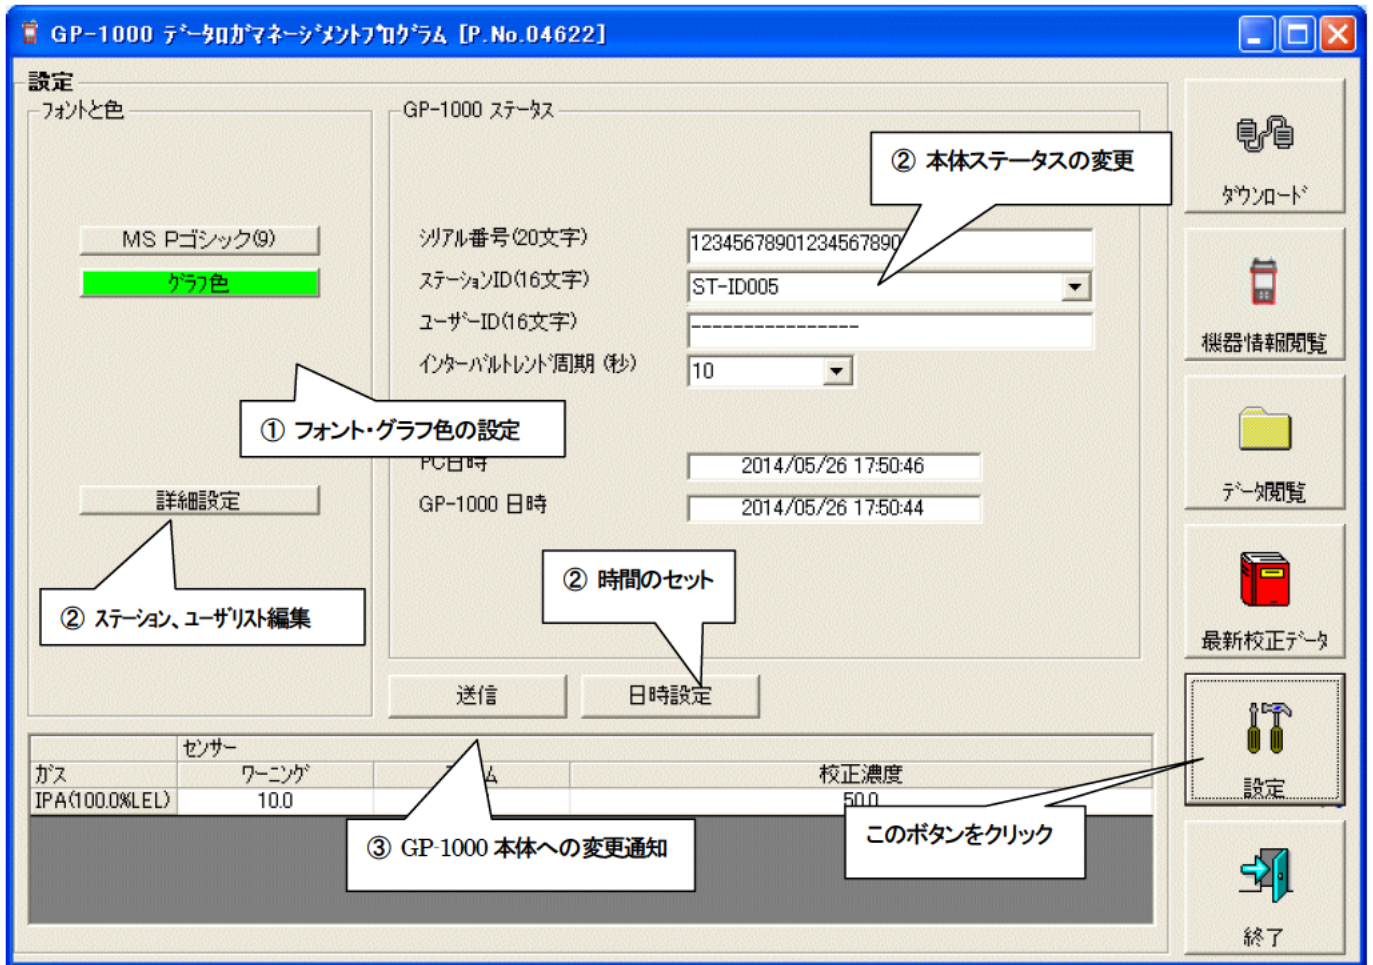 GP-1000 ﾃﾞｰﾀﾛｶﾞﾏﾈｰｼﾞﾒﾝﾄﾌﾟﾛｸﾞﾗﾑ [P.No.04622]
設定
ﾌｫﾝﾄと色
GP-1000 ｽﾃｰﾀｽ
② 本体ステータスの変更
ﾀﾞｳﾝﾛｰﾄﾞ
MS Pゴシック(9)
ｸﾞﾗﾌ色
ｼﾘｱﾙ番号(20文字)
12345678901234567890
ｽﾃｰｼｮﾝID(16文字)
ST-ID005
ﾕｰｻﾞｰID(16文字)
----------------
ｲﾝﾀｰﾊﾞﾙﾄﾚﾝﾄﾞ周期 (秒)
10
機器情報閲覧
① フォント・グラフ色の設定
PC日時
2014/05/26 17:50:46
GP-1000 日時
2014/05/26 17:50:44
ﾃﾞｰﾀ閲覧
詳細設定
② 時間のセット
② ｽﾃｰｼｮﾝ、ﾕｰｻﾞﾘｽﾄ編集
最新校正ﾃﾞｰﾀ
送信
日時設定
設定
ｾﾝｻｰ
ｶﾞｽ
ﾜｰﾆﾝｸﾞ
校正濃度
IPA(100.0%LEL)
10.0
50.0
③ GP-1000 本体への変更通知
このボタンをクリック
終了